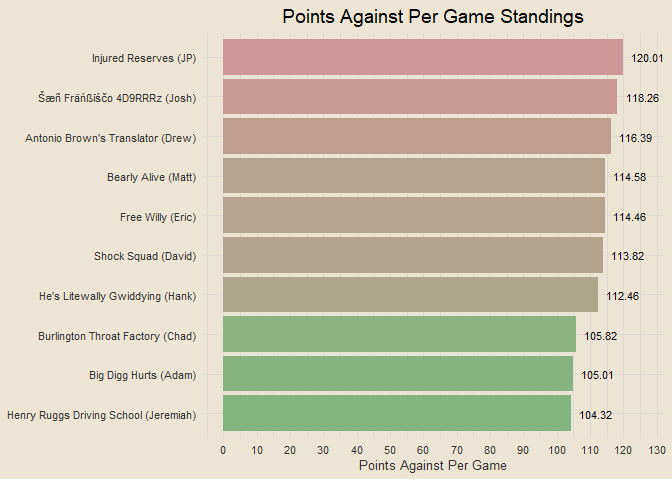 Points Against Per Game Standings
Injured Reserves (JP)
120.01
Šæñ Fräńßïśčo 4D9RRRz (Josh)
118.26
Antonio Brown's Translator (Drew)
116.39
Bearly Alive (Matt)
114.58
Free Willy (Eric)
114.46
Shock Squad (David)
113.82
He's Litewally Gwiddying (Hank)
112.46
Burlington Throat Factory (Chad)
105.82
Big Digg Hurts (Adam)
105.01
Henry Ruggs Driving School (Jeremiah)
104.32
0 10 20 30 40 50 60 70 80 90 100 110 120 130
Points Against Per Game